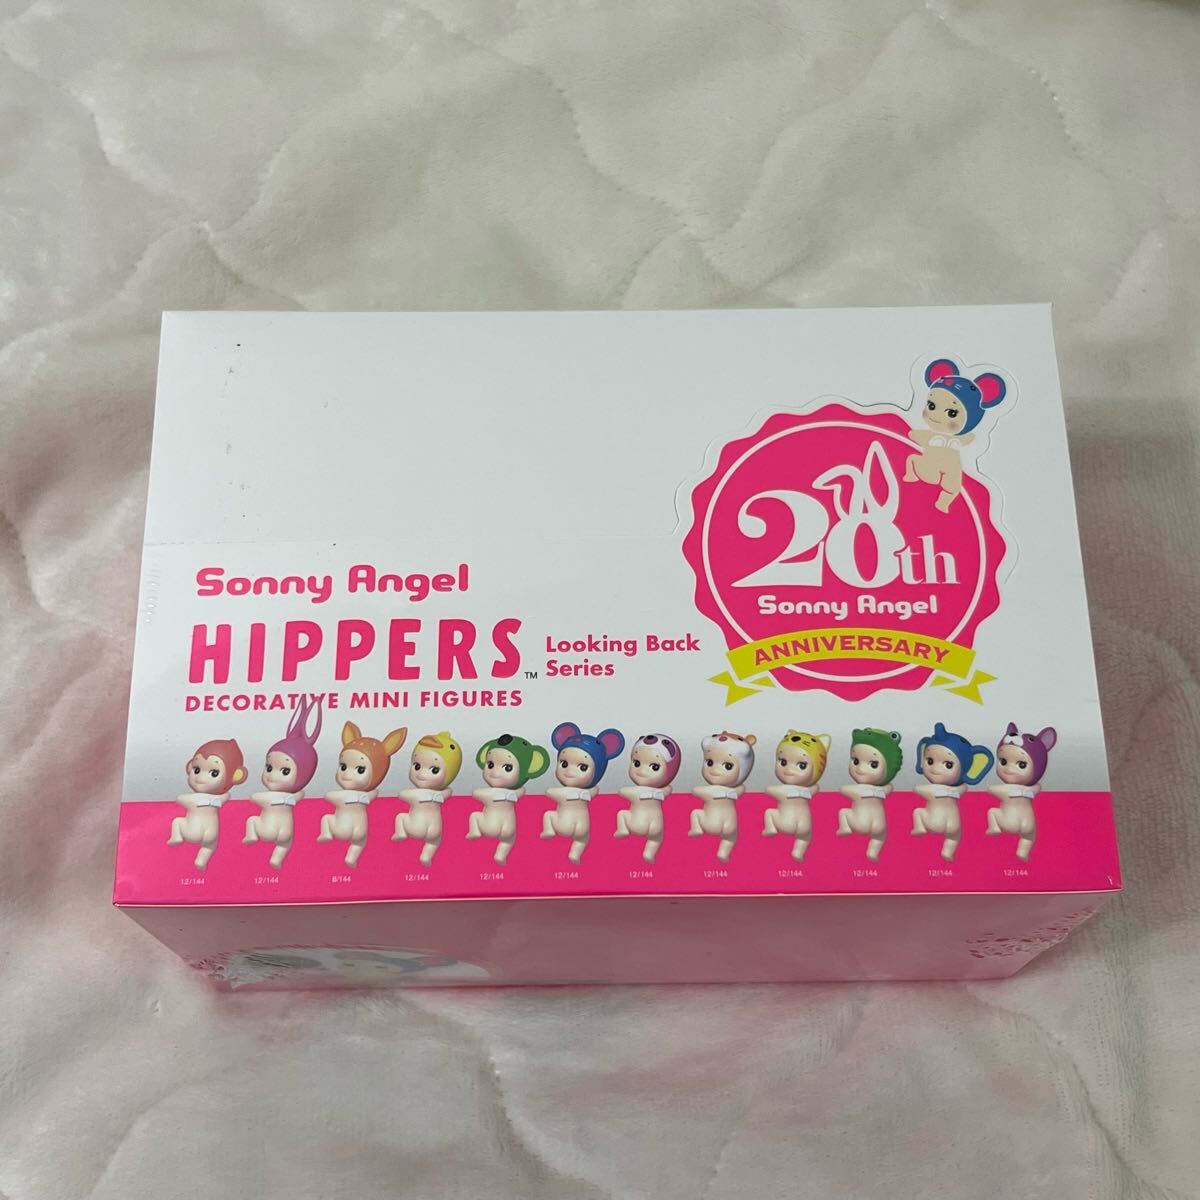 20th
Sonny Angel
ANNIVERSARY
Sonny Angel
HIPPERS™
Looking Back
Series
DECORATIVE MINI FIGURES
12/144 12/144 8/144 12/144 12/144 12/144 12/144 12/144 12/144 12/144 12/144 12/144